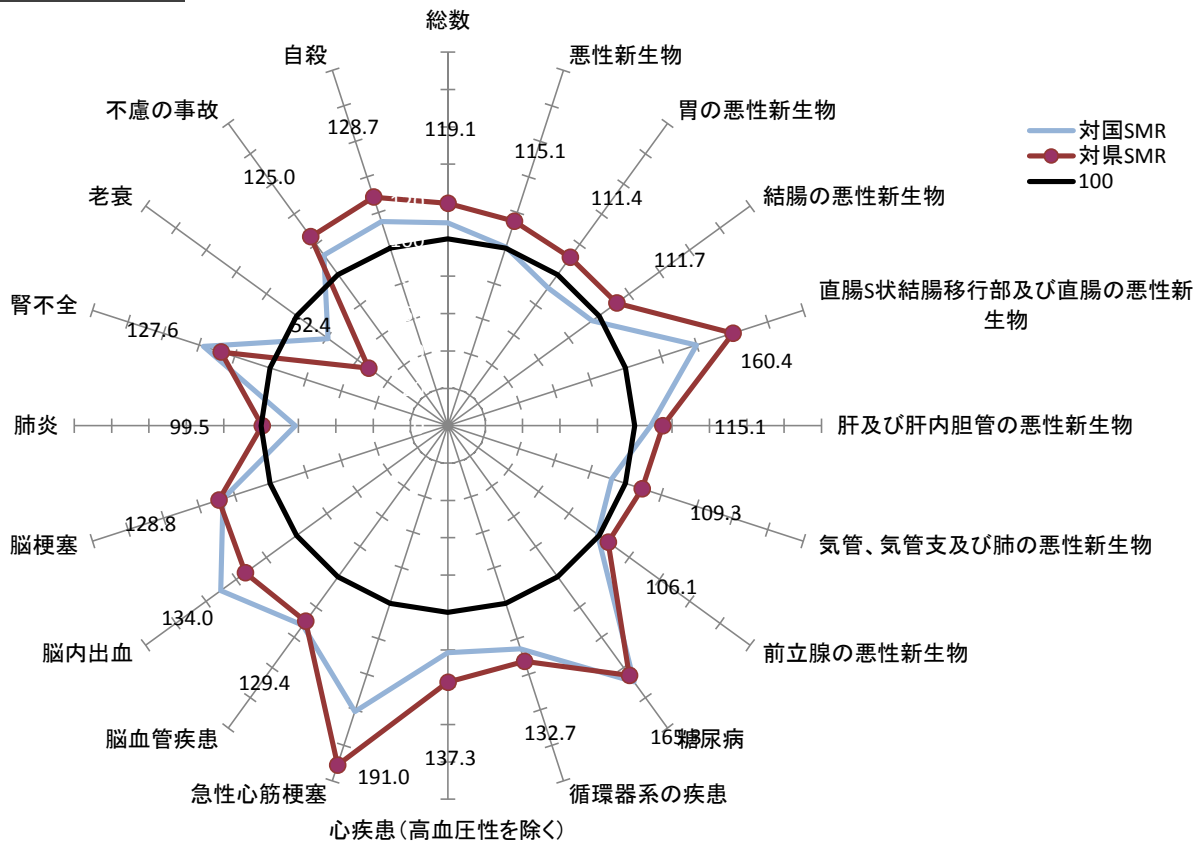 総数
自殺
悪性新生物
不慮の事故
胃の悪性新生物
対国SMR
対県SMR
100
128.7
119.1
115.1
125.0
111.4
老衰
結腸の悪性新生物
120
100
111.7
直腸S状結腸移行部及び直腸の悪性新
生物
腎不全
127.6
52.4
160.4
肺炎
99.5
115.1
肝及び肝内胆管の悪性新生物
脳梗塞
128.8
109.3
気管、気管支及び肺の悪性新生物
106.1
134.0
脳内出血
前立腺の悪性新生物
129.4
脳血管疾患
糖尿病
132.7
137.3
191.0
急性心筋梗塞
循環器系の疾患
心疾患(高血圧性を除く)